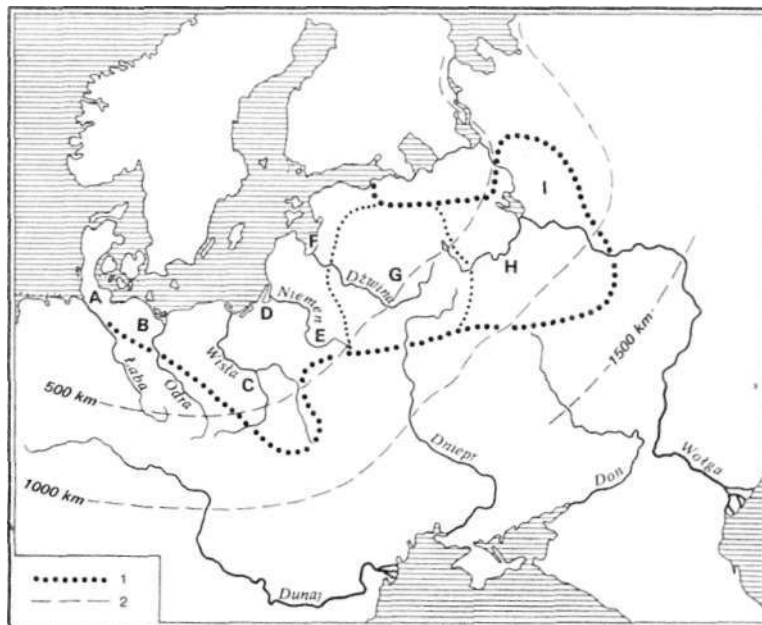 I
F
G
H
Dźwina
A
Niemen
B
D
E
Wisła
1500 km
Łaba
Odra
C
500 km
Dniepr
Wołga
Don
1000 km
1
2
Dunaj